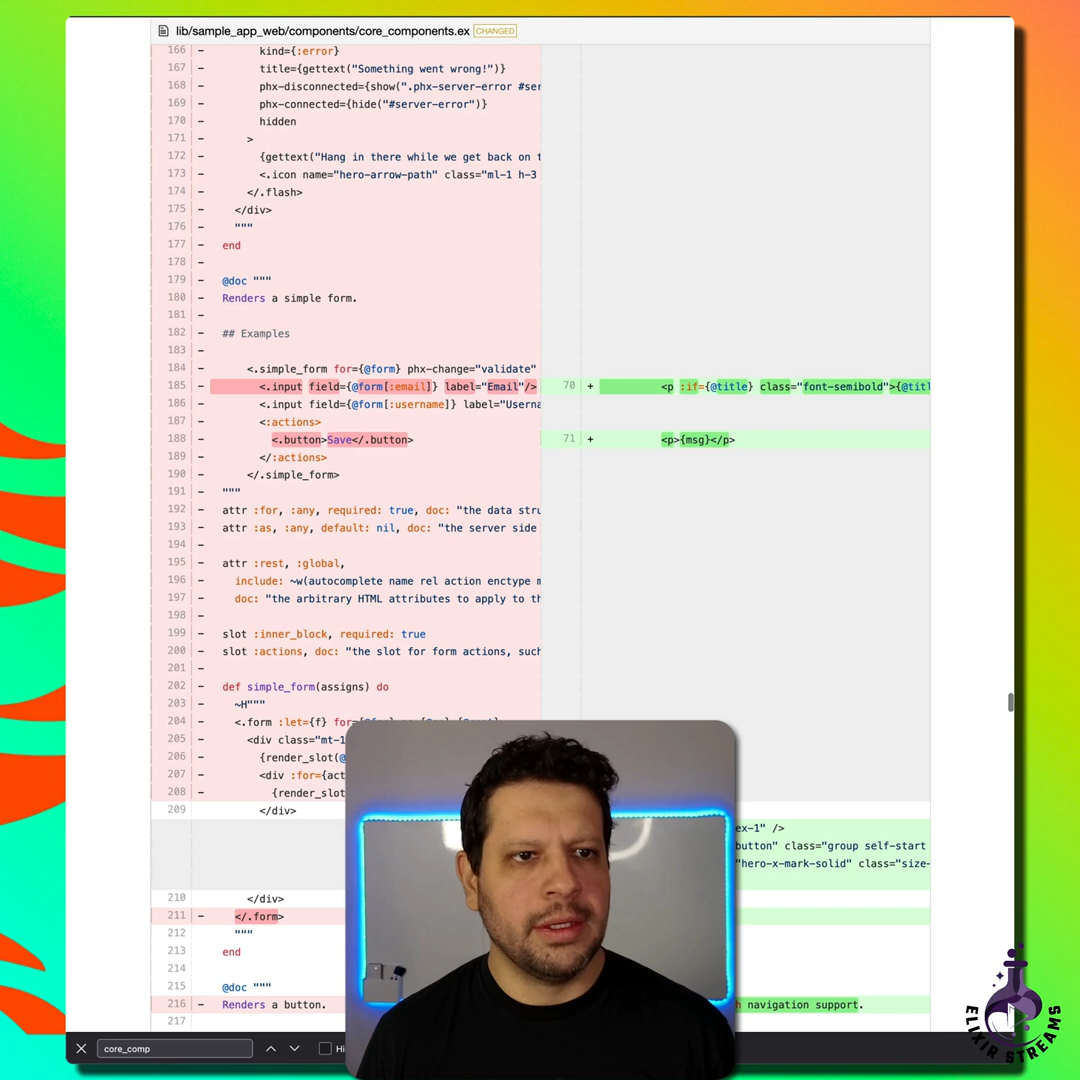 lib/sample_app_web/components/core_components.ex CHANGED
166 - kind={:error}
167 - title={gettext("Something went wrong!")}
168 - phx-disconnected={show(".phx-server-error #ser
169 - phx-connected={hide("#server-error")}
170 - hidden
171 - >
172 - {gettext("Hang in there while we get back on t
173 - <.icon name="hero-arrow-path" class="ml-1 h-3
174 - </.flash>
175 - </div>
176 - """
177 - end
178 -
179 - @doc """
180 - Renders a simple form.
181 -
182 - ## Examples
183 -
184 - <.simple_form for={@form} phx-change="validate"
185 - <.input field={@form[:email]} label="Email"/> 70 + <p :if={@title} class="font-semibold">{@titl
186 - <.input field={@form[:username]} label="Userna
187 - <:actions>
188 - <.button>Save</.button> 71 + <p>{msg}</p>
189 - </:actions>
190 - </.simple_form>
191 - """
192 - attr :for, :any, required: true, doc: "the data stru
193 - attr :as, :any, default: nil, doc: "the server side
194 -
195 - attr :rest, :global,
196 - include: ~w(autocomplete name rel action enctype m
197 - doc: "the arbitrary HTML attributes to apply to th
198 -
199 - slot :inner_block, required: true
200 - slot :actions, doc: "the slot for form actions, such
201 -
202 - def simple_form(assigns) do
203 - ~H"""
204 - <.form :let={f} for=
205 - <div class="mt-1
206 - {render_slot(@
207 - <div :for={act
208 - {render_slot
209 </div>
ex-1" />
button" class="group self-start
"hero-x-mark-solid" class="size-
210 </div>
211 - </.form>
212 """
213 end
214
215 @doc """
216 - Renders a button. h navigation support.
217
core_comp Hi
ELIXIR STREAMS